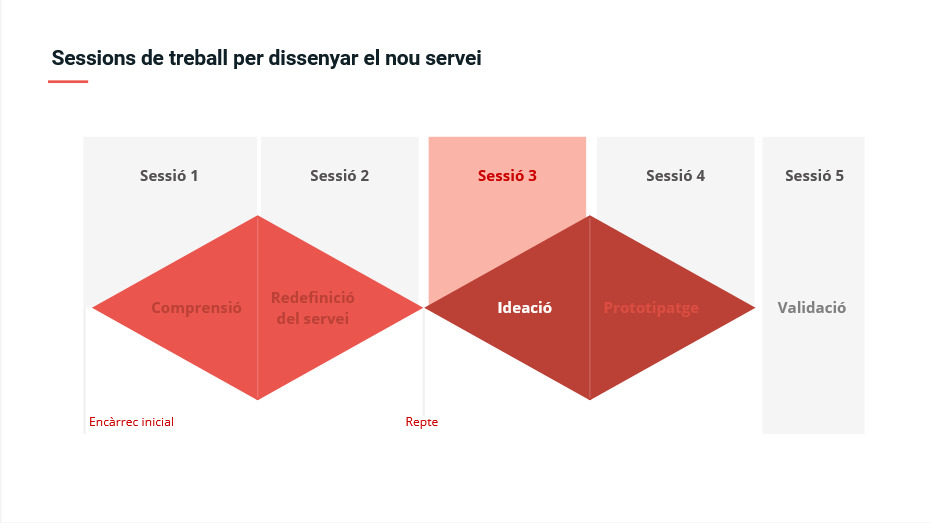 Sessions de treball per dissenyar el nou servei
Sessió 1
Sessió 2
Sessió 3
Sessió 4
Sessió 5
Comprensió
Redefinició
del servei
Ideació
Prototipatge
Validació
Encàrrec inicial
Repte